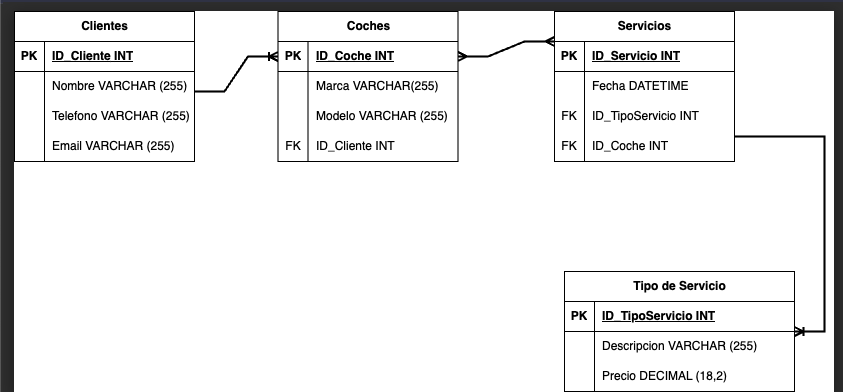 Clientes
PK ID_Cliente INT
Nombre VARCHAR (255)
Telefono VARCHAR (255)
Email VARCHAR (255)
Coches
PK ID_Coche INT
Marca VARCHAR(255)
Modelo VARCHAR (255)
FK ID_Cliente INT
Servicios
PK ID_Servicio INT
Fecha DATETIME
FK ID_TipoServicio INT
FK ID_Coche INT
Tipo de Servicio
PK ID_TipoServicio INT
Descripcion VARCHAR (255)
Precio DECIMAL (18,2)